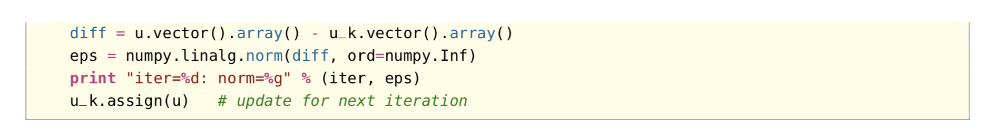 diff = u.vector().array() - u_k.vector().array()
eps = numpy.linalg.norm(diff, ord=numpy.Inf)
print "iter=%d: norm=%g" % (iter, eps)
u_k.assign(u)   # update for next iteration